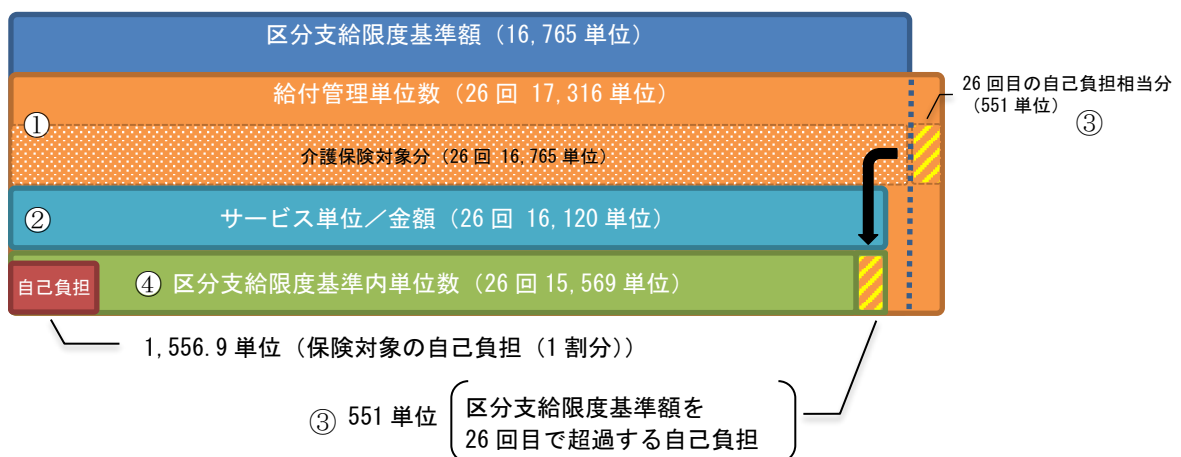 区分支給限度基準額（16,765 単位）
給付管理単位数（26 回 17,316 単位）
26 回目の自己負担相当分
（551 単位） ③
①
介護保険対象分（26 回 16,765 単位）
② サービス単位／金額（26 回 16,120 単位）
自己負担 ④ 区分支給限度基準内単位数（26 回 15,569 単位）
1,556.9 単位（保険対象の自己負担（1 割分））
③ 551 単位
区分支給限度基準額を
26 回目で超過する自己負担